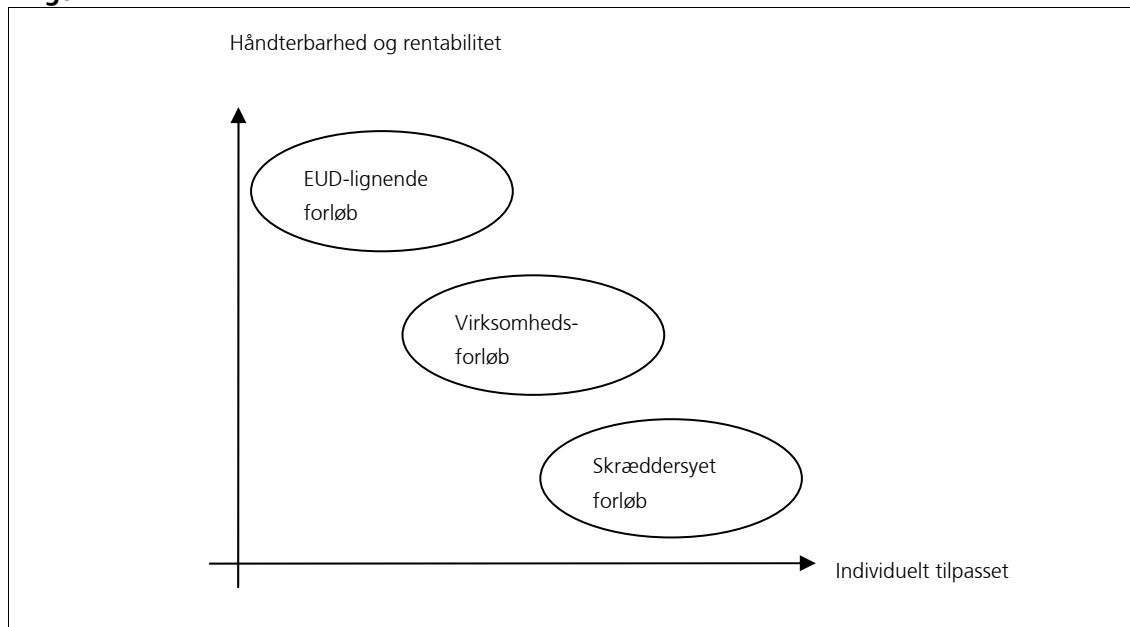 Håndterbarhed og rentabilitet
EUD-lignende
forløb
Virksomheds-
forløb
Skræddersyet
forløb
Individuelt tilpasset